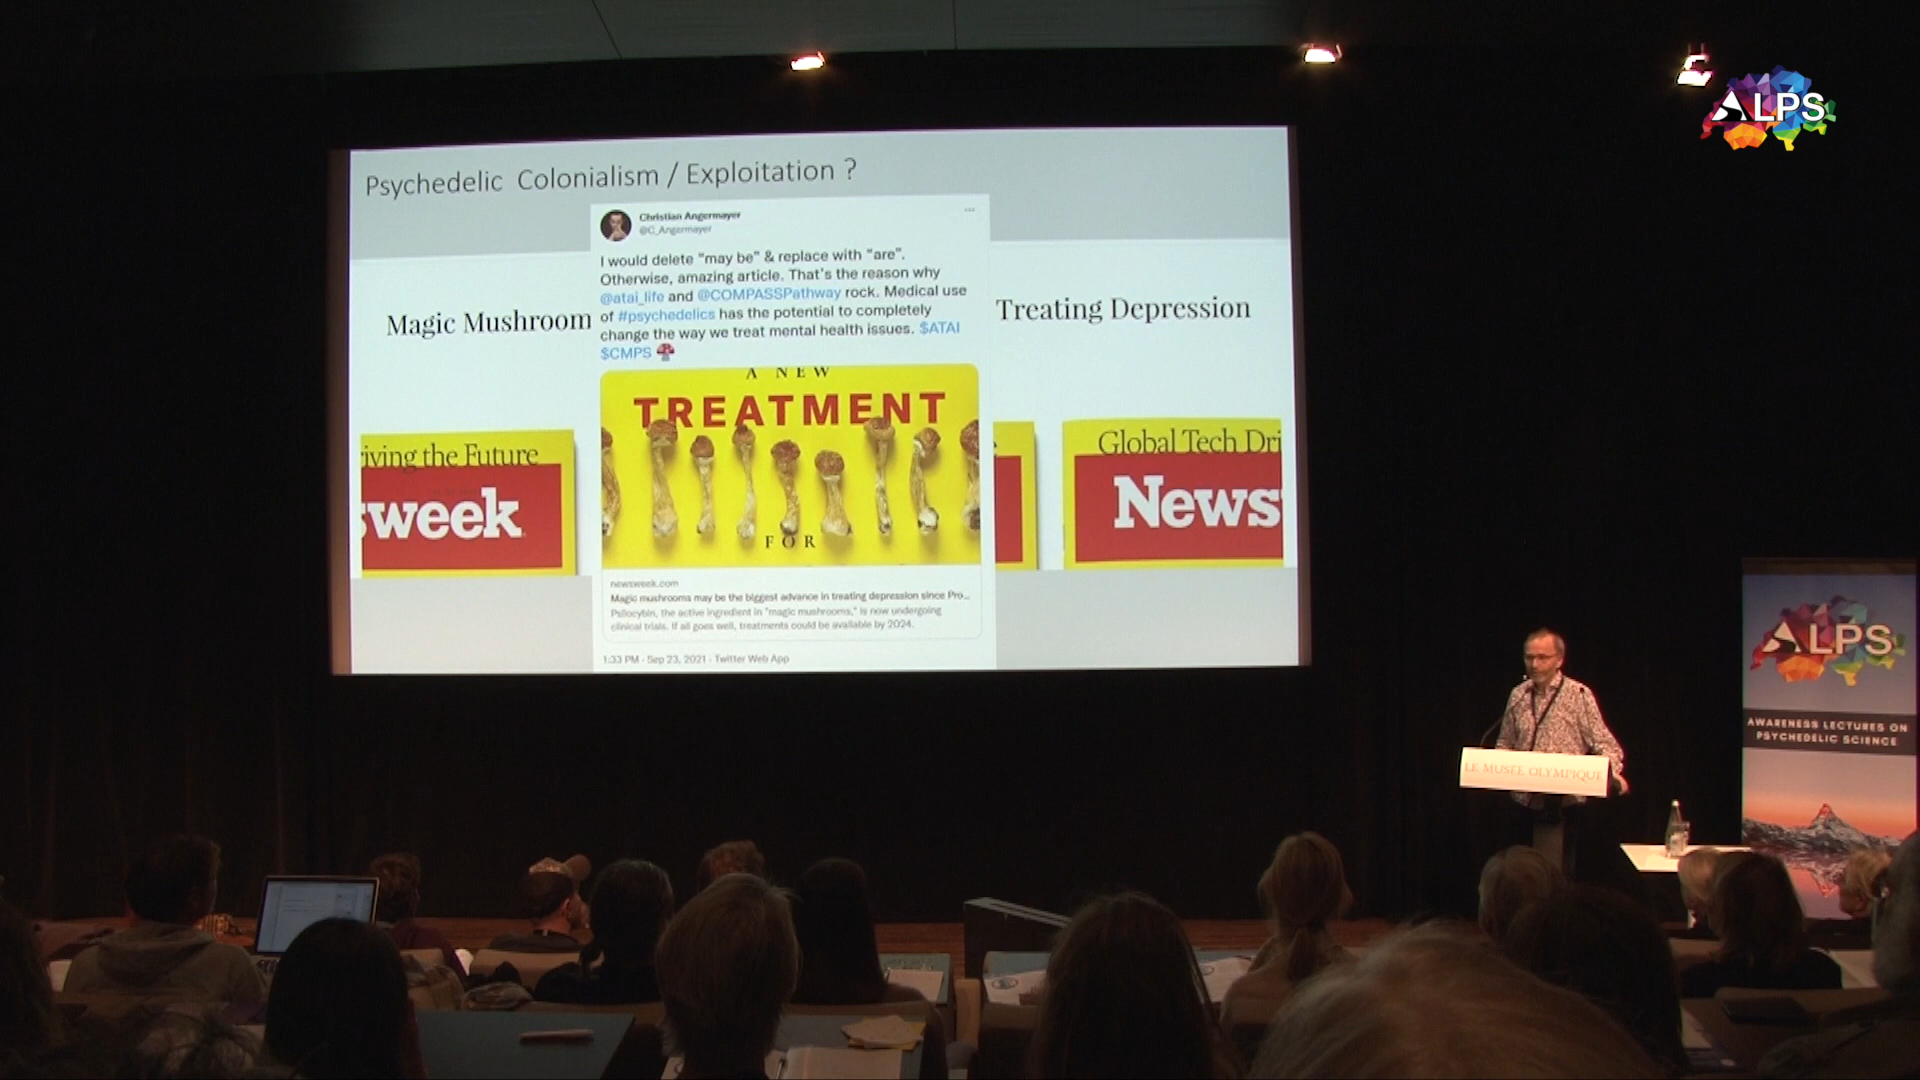 ALPS
Psychedelic Colonialism / Exploitation ?
Christian Angermayer
@C_Angermayer
I would delete "may be" & replace with "are".
Otherwise, amazing article. That's the reason why
@atai_life and @COMPASSPathway rock. Medical use
of #psychedelics has the potential to completely
change the way we treat mental health issues. $ATAI
$CMPS
Magic Mushroom
Treating Depression
A NEW
TREATMENT
FOR
iving the Future
sweek
Global Tech Dri
News
newsweek.com
Magic mushrooms may be the biggest advance in treating depression since Pro...
Psilocybin, the active ingredient in "magic mushrooms," is now undergoing
clinical trials. If all goes well, treatments could be available by 2024.
1:33 PM · Sep 23, 2021 · Twitter Web App
LE MUSÉE OLYMPIQUE
ALPS
AWARENESS LECTURES ON
PSYCHEDELIC SCIENCE